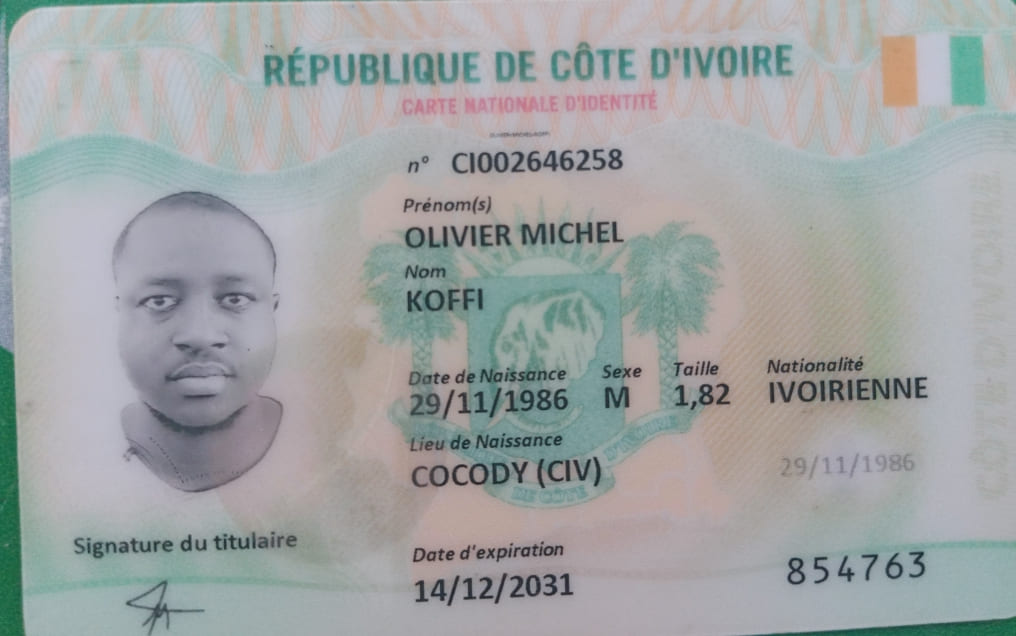 RÉPUBLIQUE DE CÔTE D'IVOIRE
CARTE NATIONALE D'IDENTITÉ
n° CI002646258
Prénom(s)
OLIVIER MICHEL
Nom
KOFFI
Date de Naissance Sexe Taille Nationalité
29/11/1986 M 1,82 IVOIRIENNE
Lieu de Naissance
COCODY (CIV)
29/11/1986
Signature du titulaire
Date d'expiration
14/12/2031
854763
CÔTE D'IVOIRE